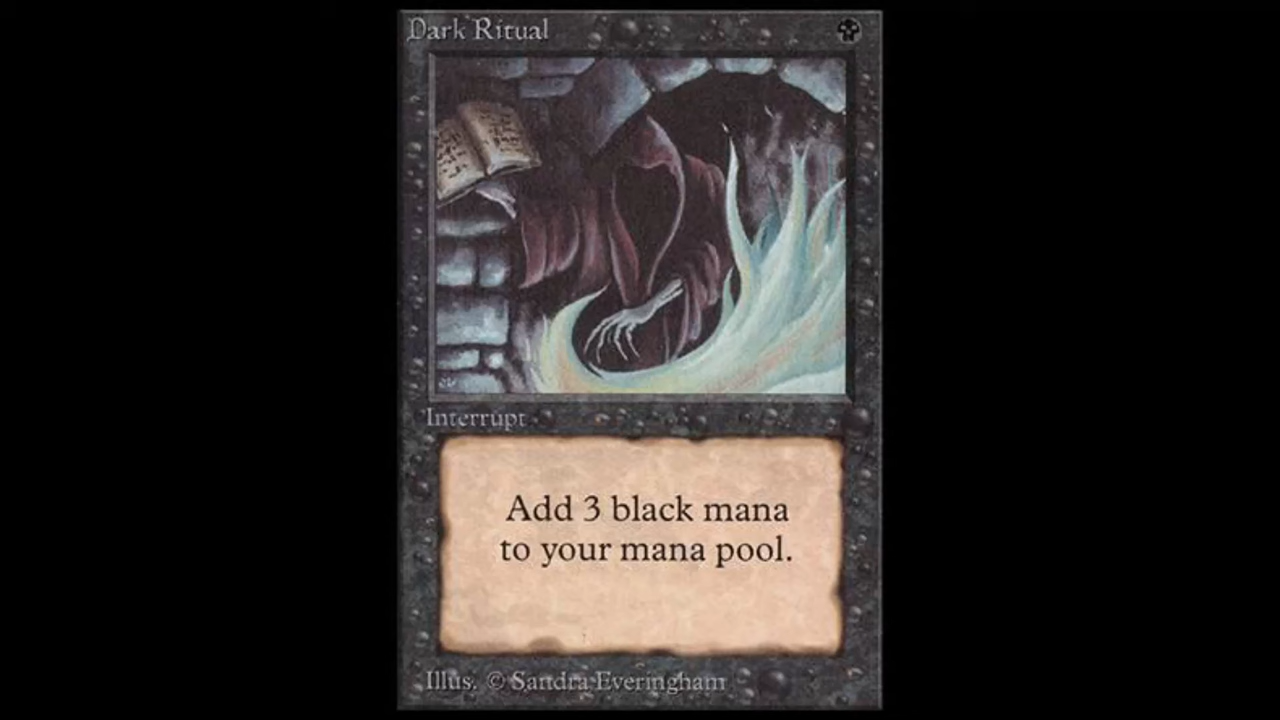 Dark Ritual
Interrupt
Add 3 black mana
to your mana pool.
Illus. © Sandra Everingham